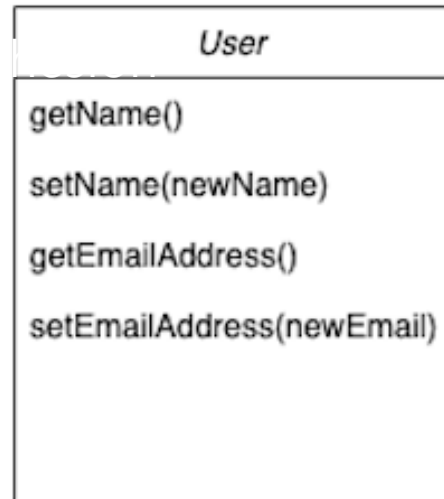 User
getName()
setName(newName)
getEmailAddress()
setEmailAddress(newEmail)